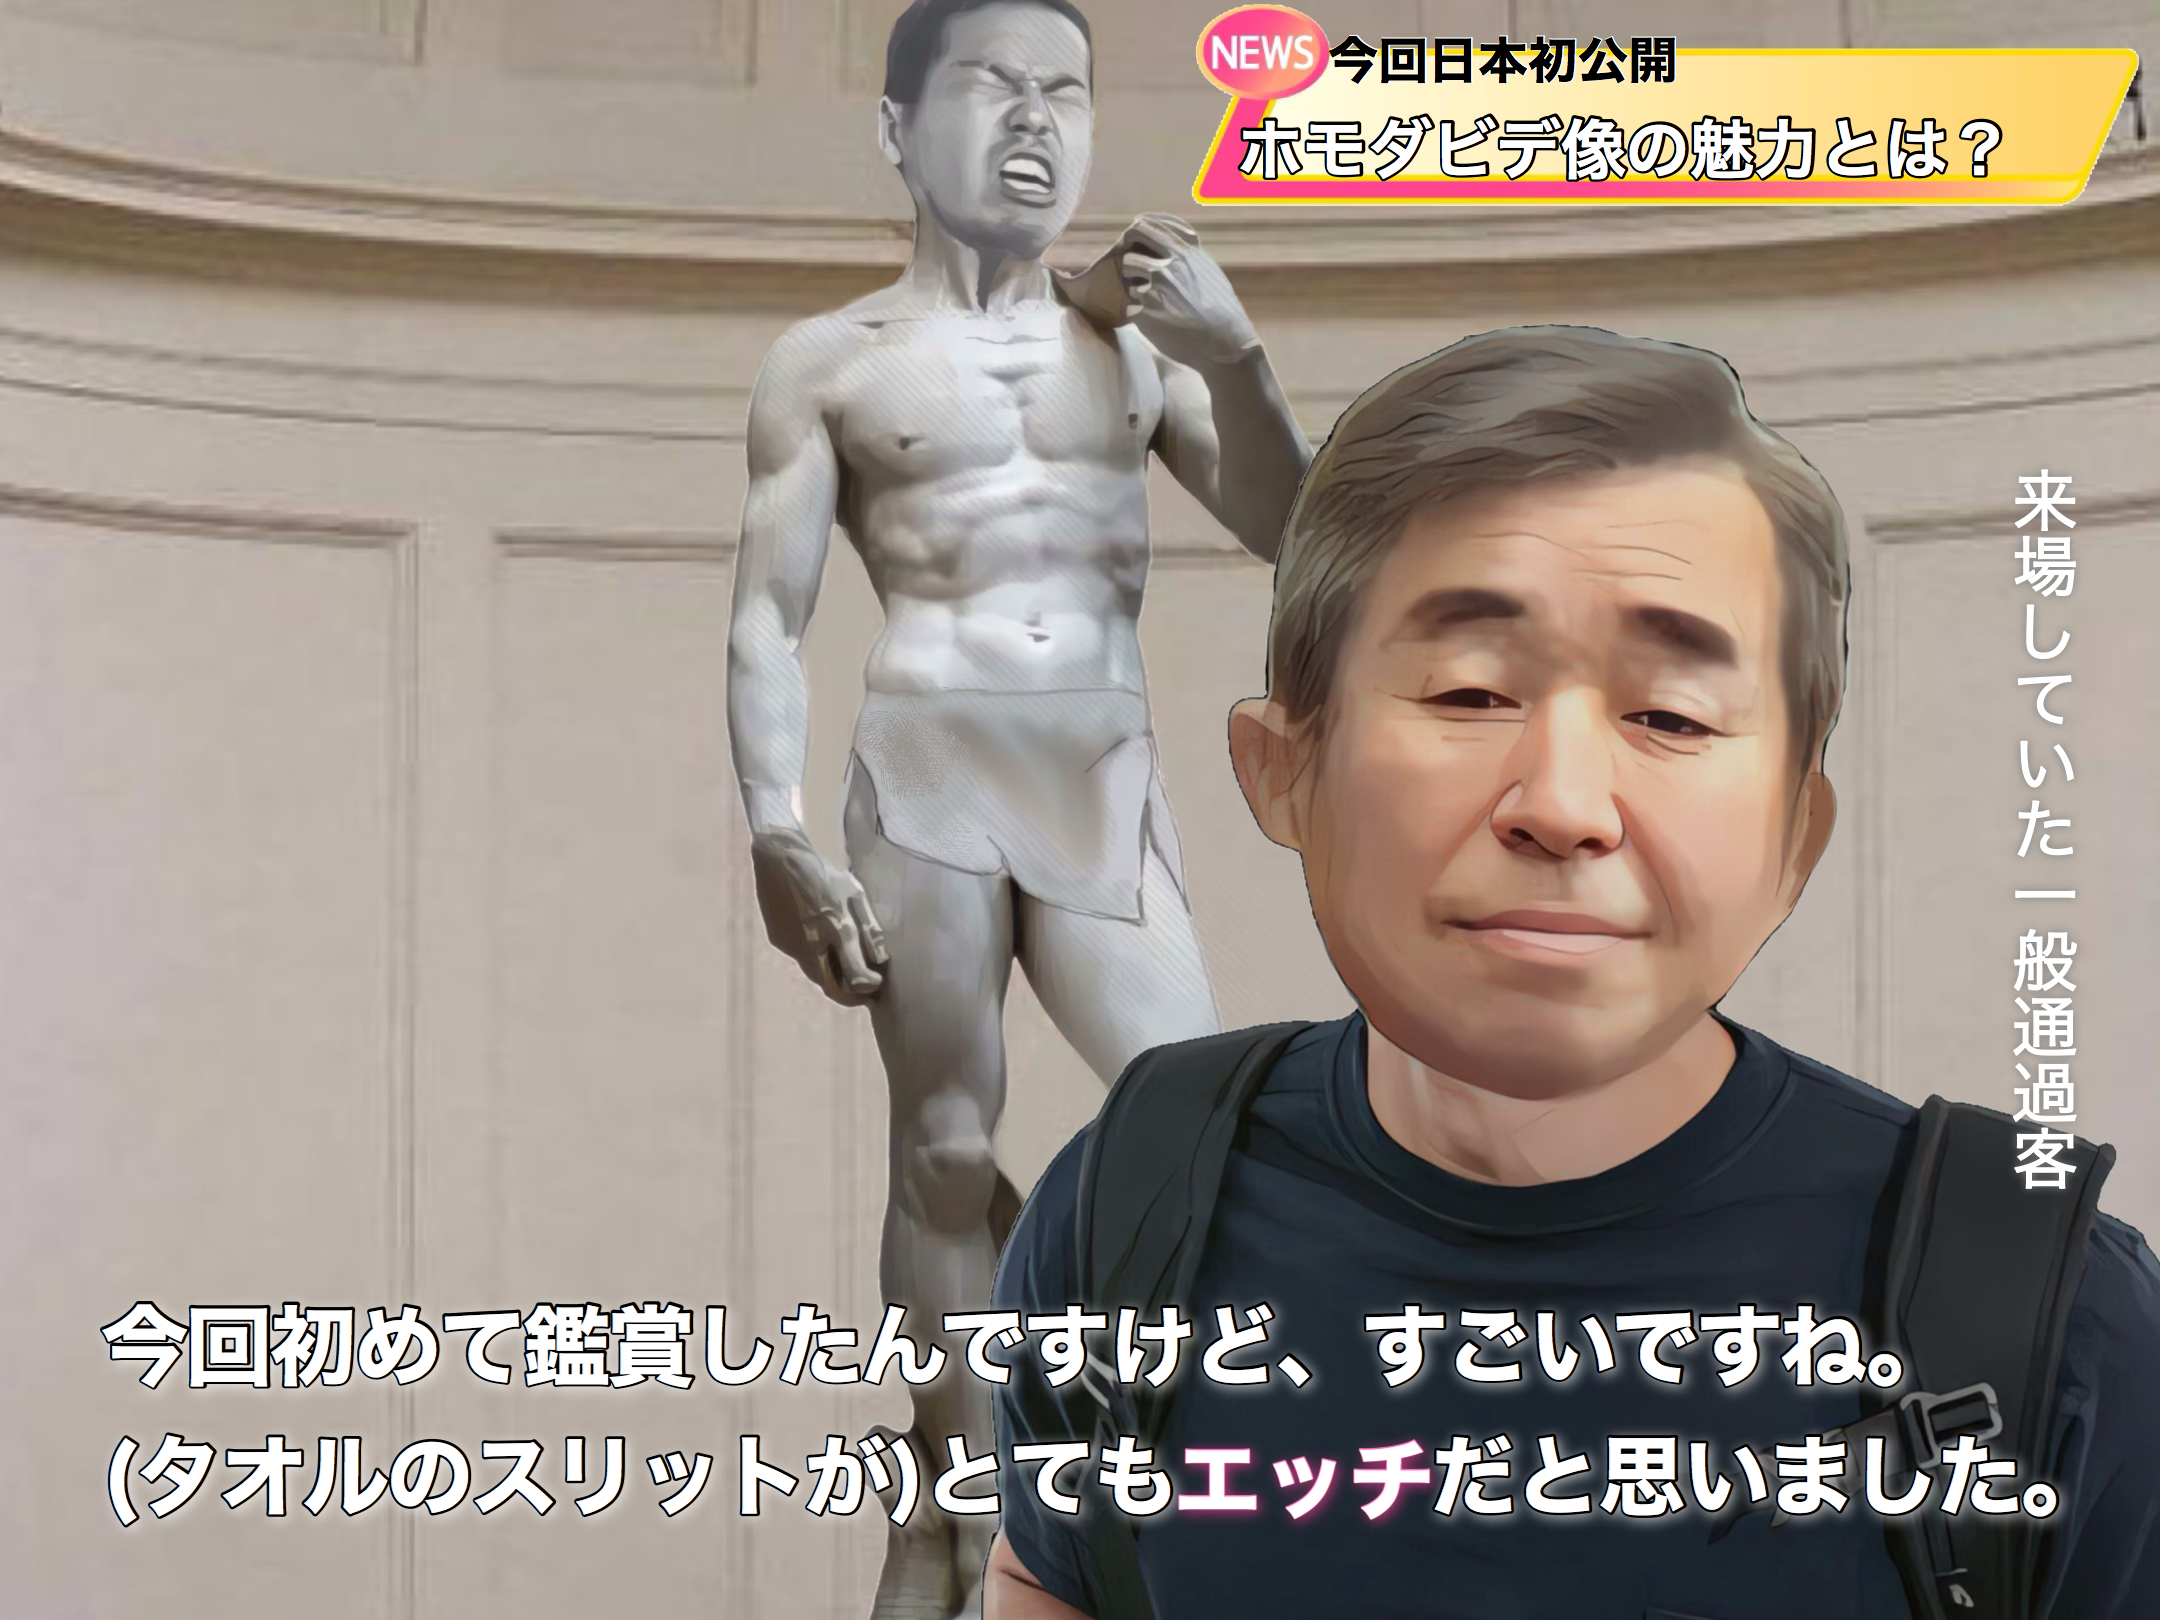 NEWS
今回日本初公開
ホモダビデ像の魅力とは？
来場していた一般通過客
今回初めて鑑賞したんですけど、すごいですね。
(タオルのスリットが)とてもエッチだと思いました。